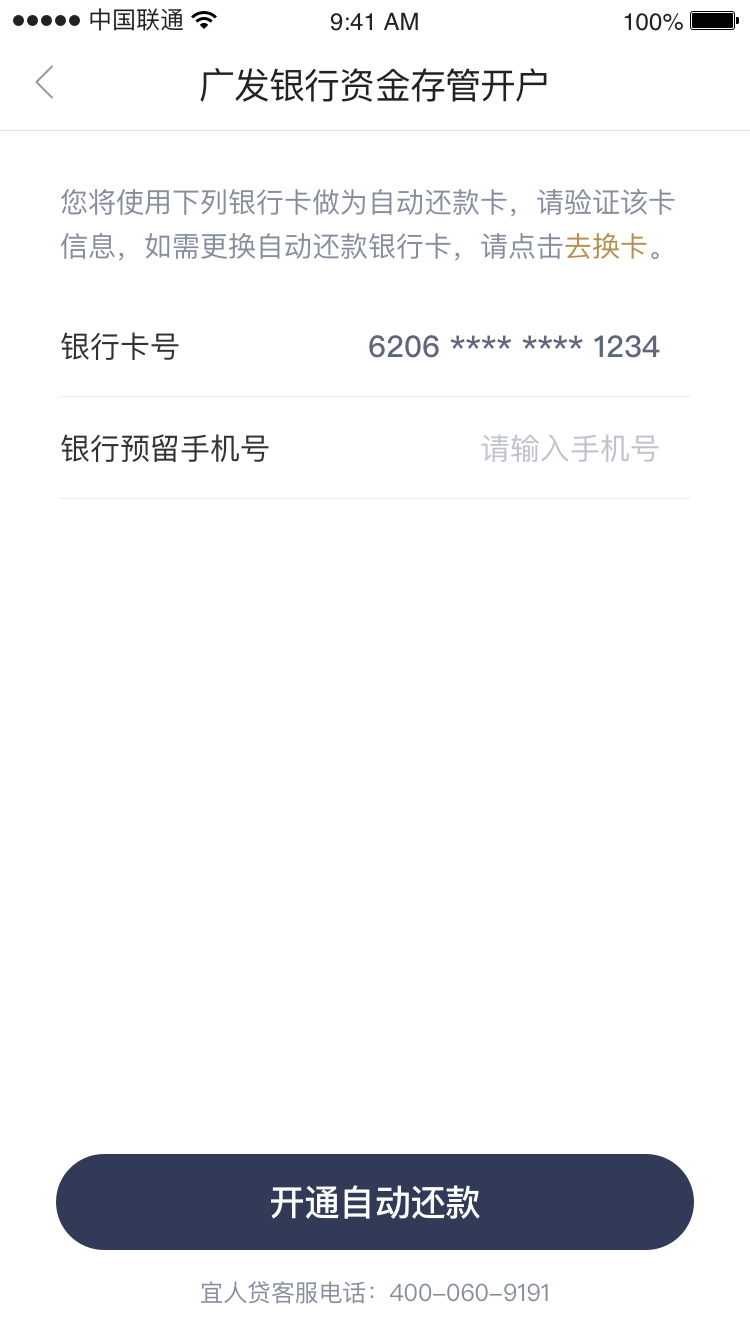 中国联通 9:41 AM 100%
广发银行资金存管开户
您将使用下列银行卡做为自动还款卡，请验证该卡
信息，如需更换自动还款银行卡，请点击去换卡。
银行卡号 6206 **** **** 1234
银行预留手机号 请输入手机号
开通自动还款
宜人贷客服电话：400-060-9191